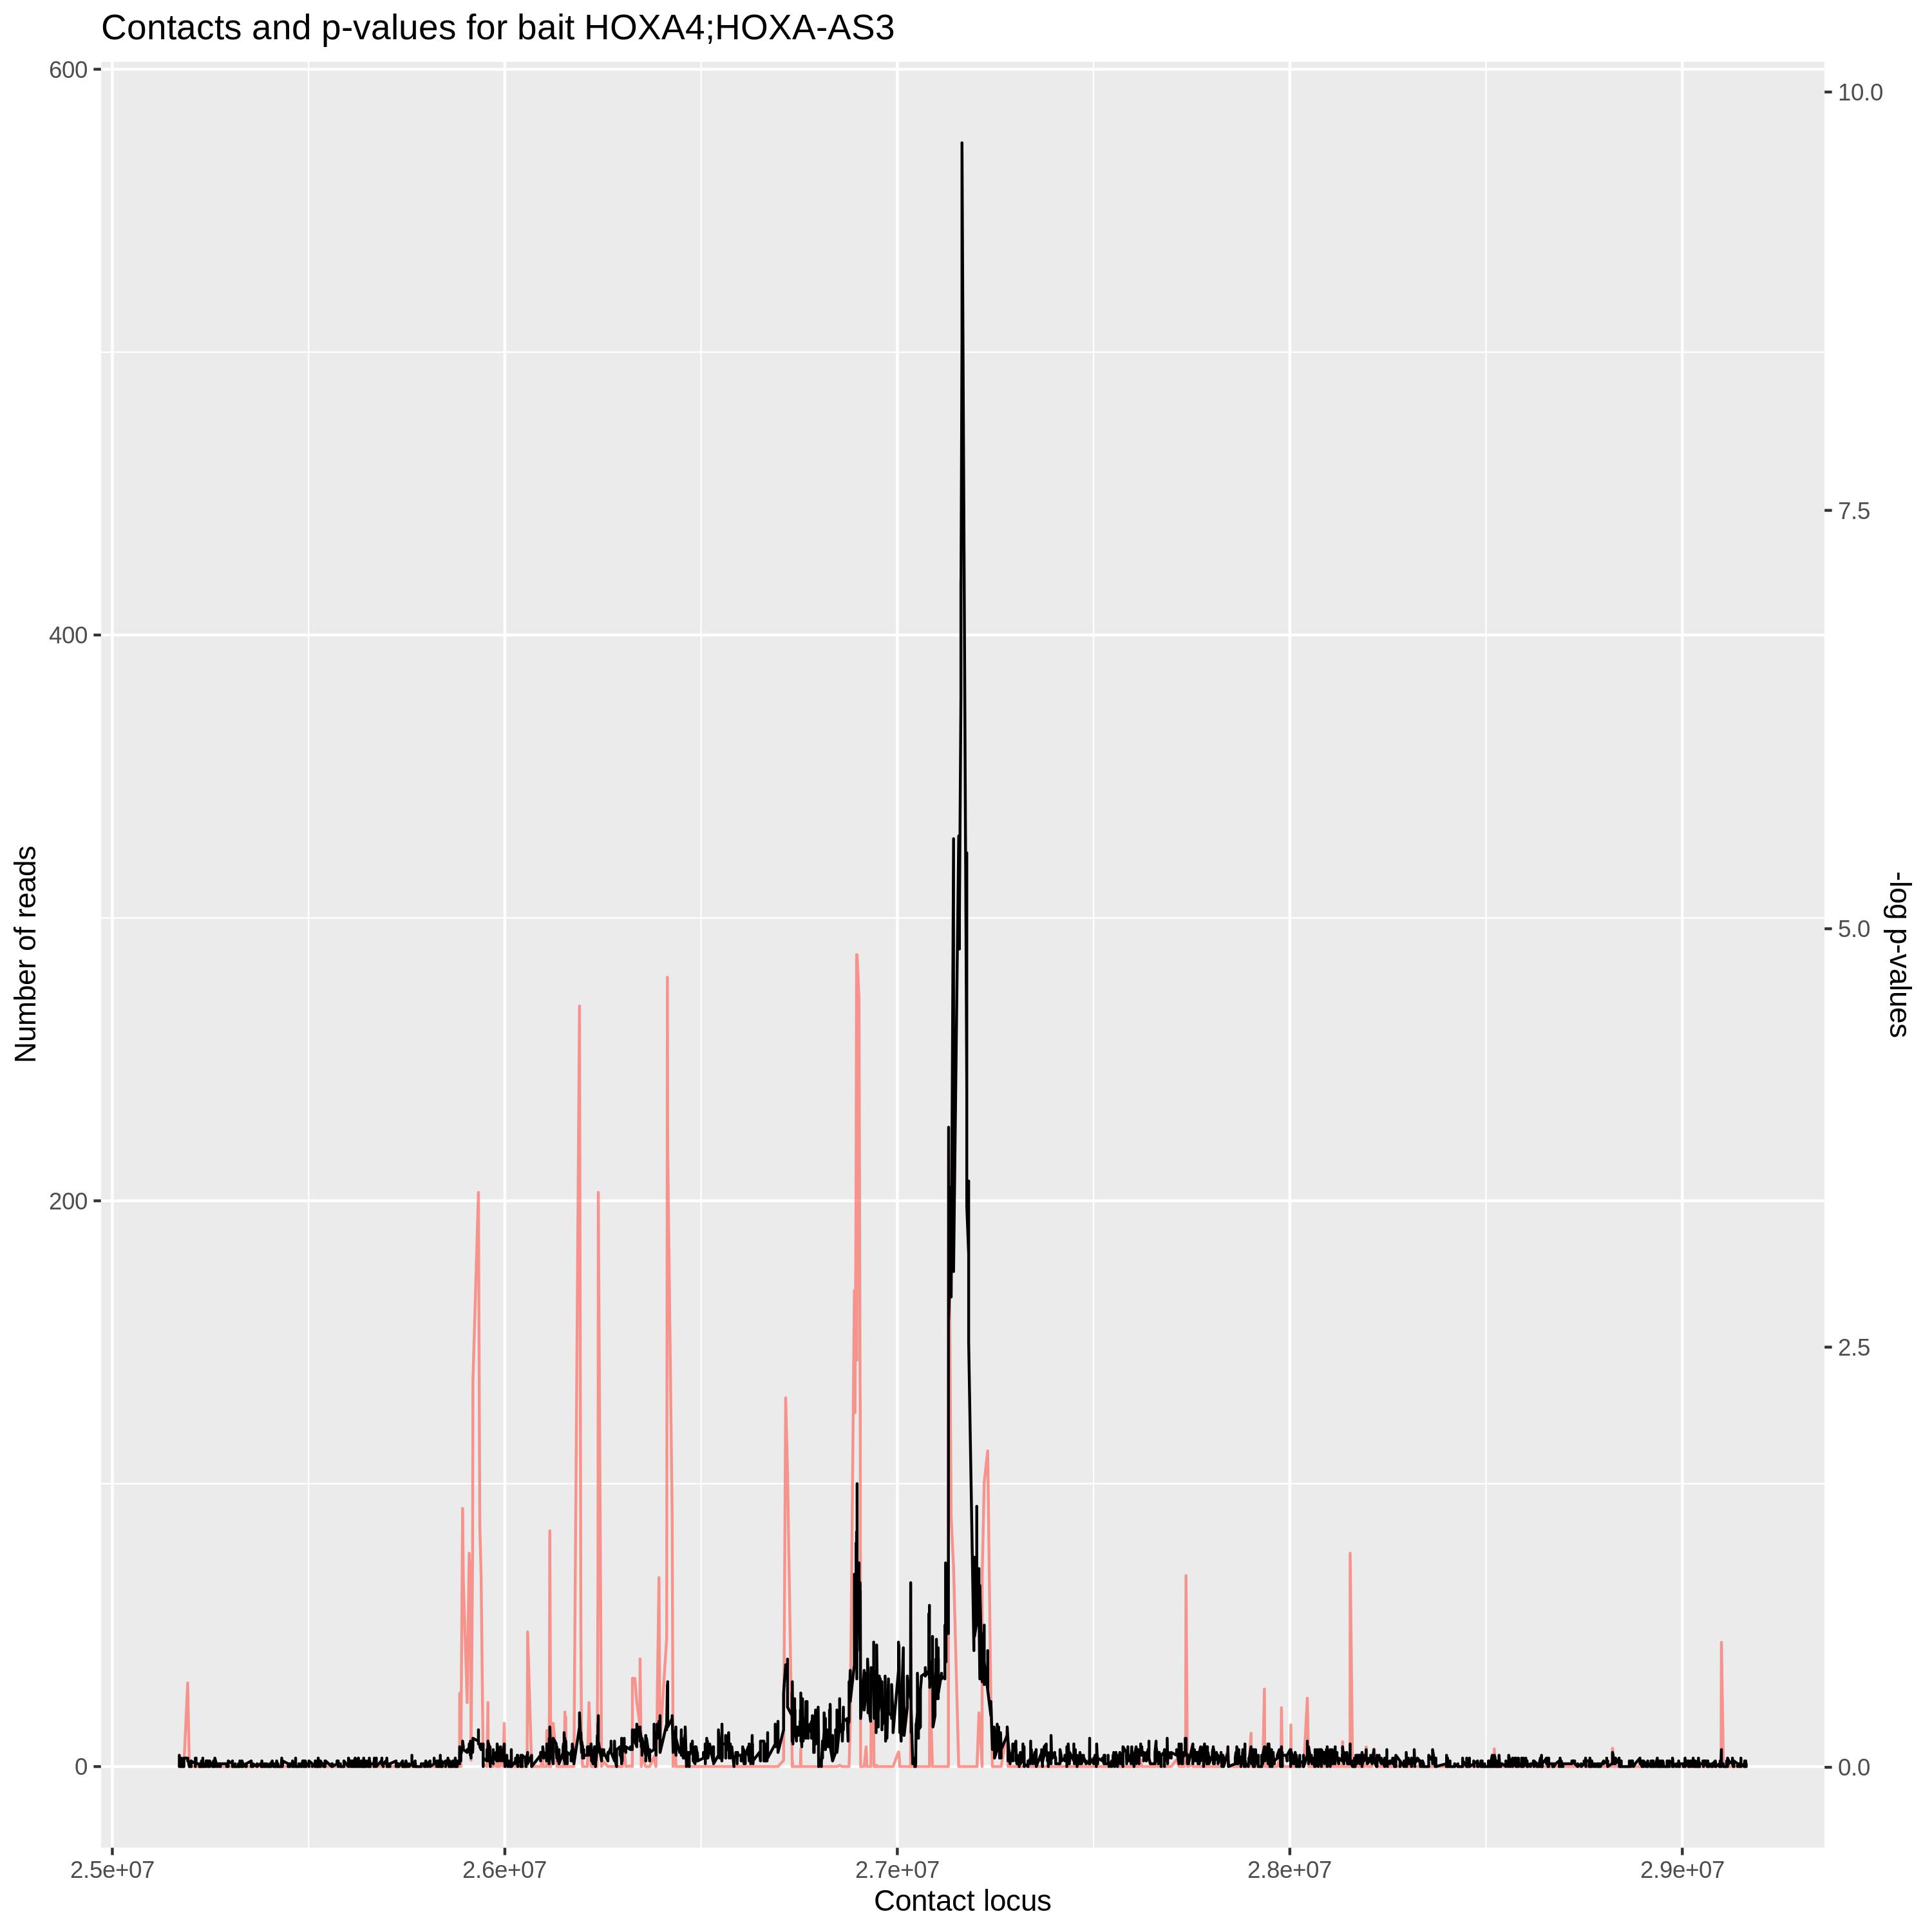 Contacts and p-values for bait HOXA4;HOXA-AS3
600
400
200
0
Number of reads
10.0
7.5
5.0
2.5
0.0
-log p-values
2.5e+07 2.6e+07 2.7e+07 2.8e+07 2.9e+07
Contact locus